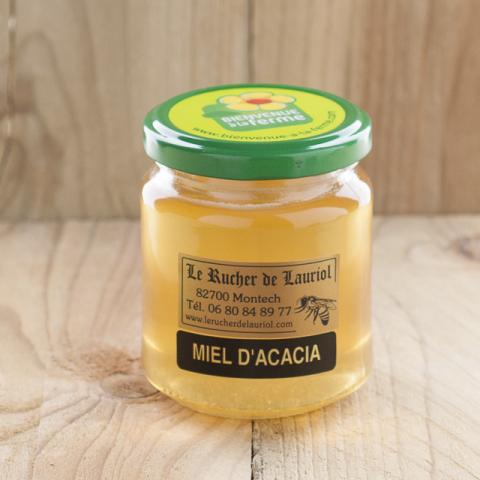 BIENVENUE
à la ferme
www.bienvenue-a-la-ferme.com
Le Rucher de Lauriol
82700 Montech
Tél. 06 80 84 89 77
www.lerucherdelauriol.com
MIEL D'ACACIA